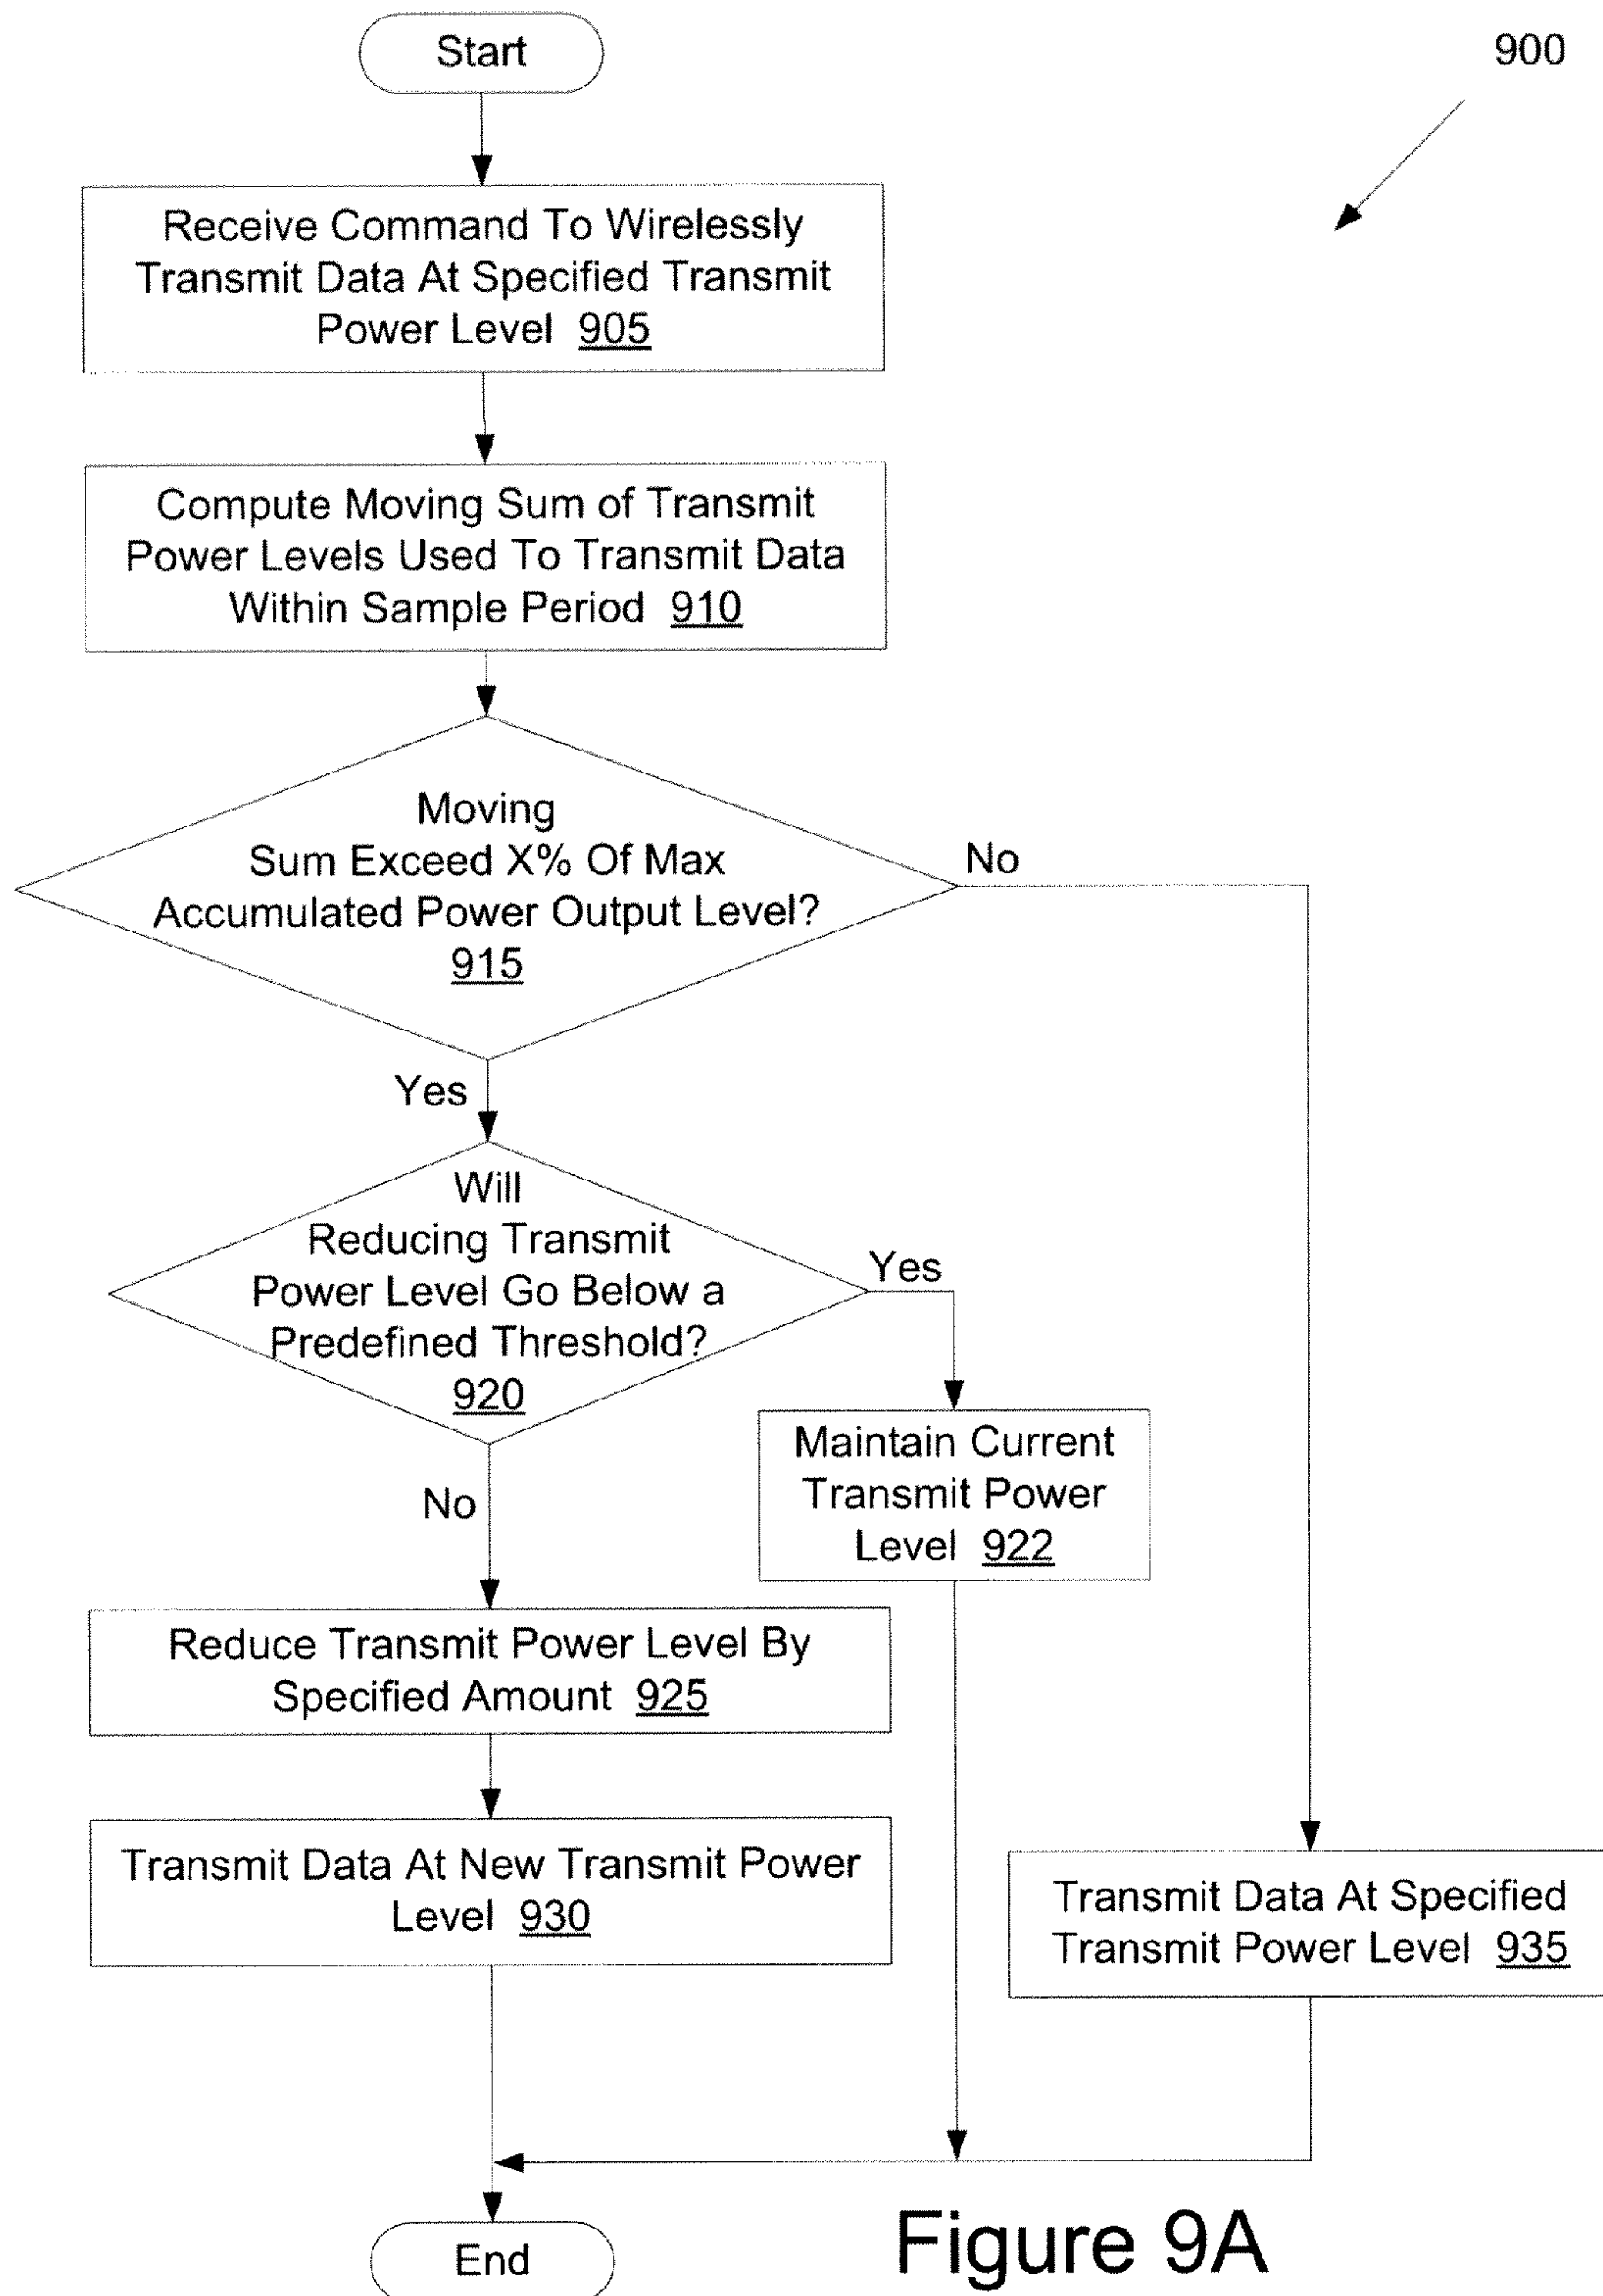 Start
900
Receive Command To Wirelessly
Transmit Data At Specified Transmit
Power Level 905
Compute Moving Sum of Transmit
Power Levels Used To Transmit Data
Within Sample Period 910
Moving
Sum Exceed X% Of Max
Accumulated Power Output Level?
915
No
Yes
Will
Reducing Transmit
Power Level Go Below a
Predefined Threshold?
920
Yes
No
Maintain Current
Transmit Power
Level 922
Reduce Transmit Power Level By
Specified Amount 925
Transmit Data At New Transmit Power
Level 930
Transmit Data At Specified
Transmit Power Level 935
End
Figure 9A